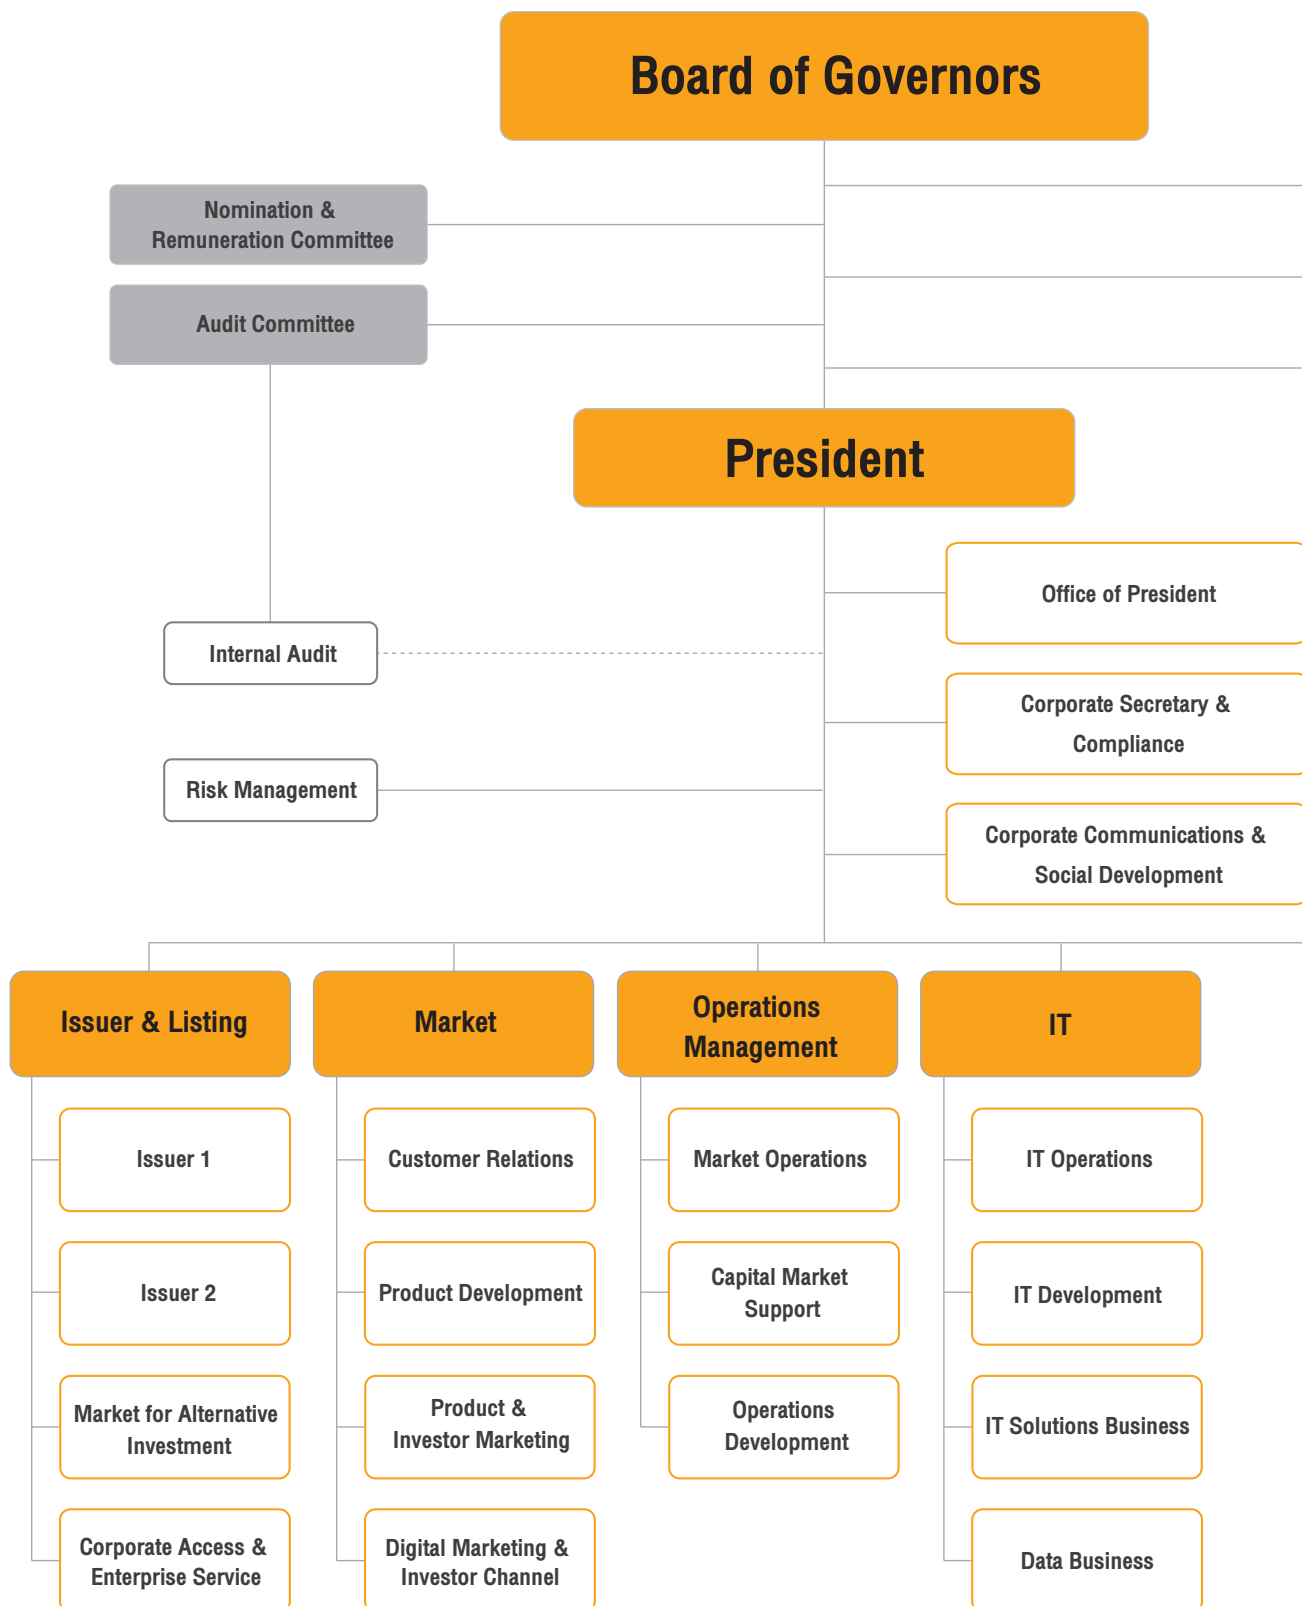 Board of Governors
Nomination &
Remuneration Committee
Audit Committee
President
Office of President
Internal Audit
Corporate Secretary &
Compliance
Risk Management
Corporate Communications &
Social Development
Issuer & Listing
Market
Operations
Management
IT
Issuer 1
Customer Relations
Market Operations
IT Operations
Issuer 2
Product Development
Capital Market
Support
IT Development
Market for Alternative
Investment
Product &
Investor Marketing
Operations
Development
IT Solutions Business
Corporate Access &
Enterprise Service
Digital Marketing &
Investor Channel
Data Business